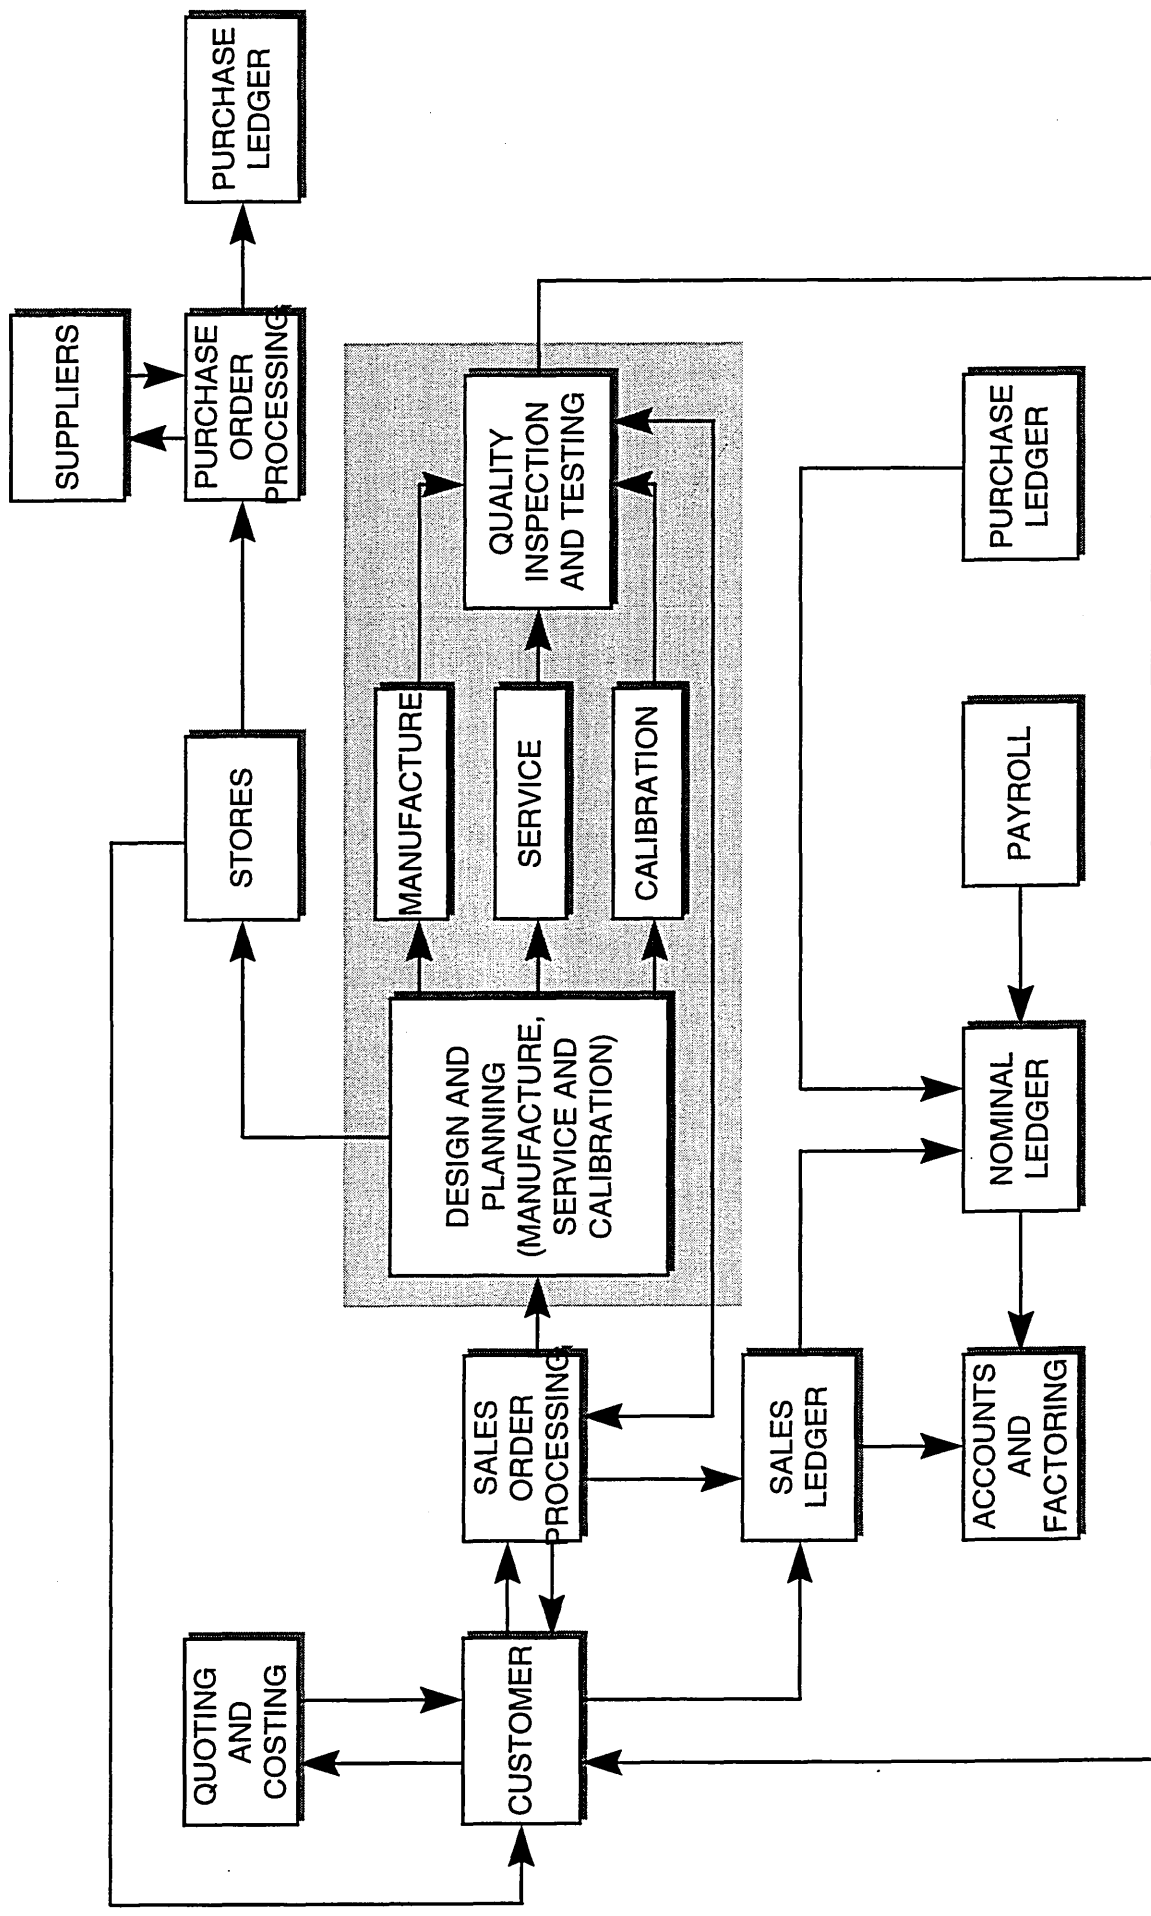 QUOTING
AND
COSTING
CUSTOMER
SALES
ORDER
PROCESSING
SALES
LEDGER
ACCOUNTS
AND
FACTORING
DESIGN AND
PLANNING
(MANUFACTURE,
SERVICE AND
CALIBRATION)
NOMINAL
LEDGER
STORES
MANUFACTURE
SERVICE
CALIBRATION
PAYROLL
SUPPLIERS
PURCHASE
ORDER
PROCESSING
QUALITY
INSPECTION
AND TESTING
PURCHASE
LEDGER
PURCHASE
LEDGER